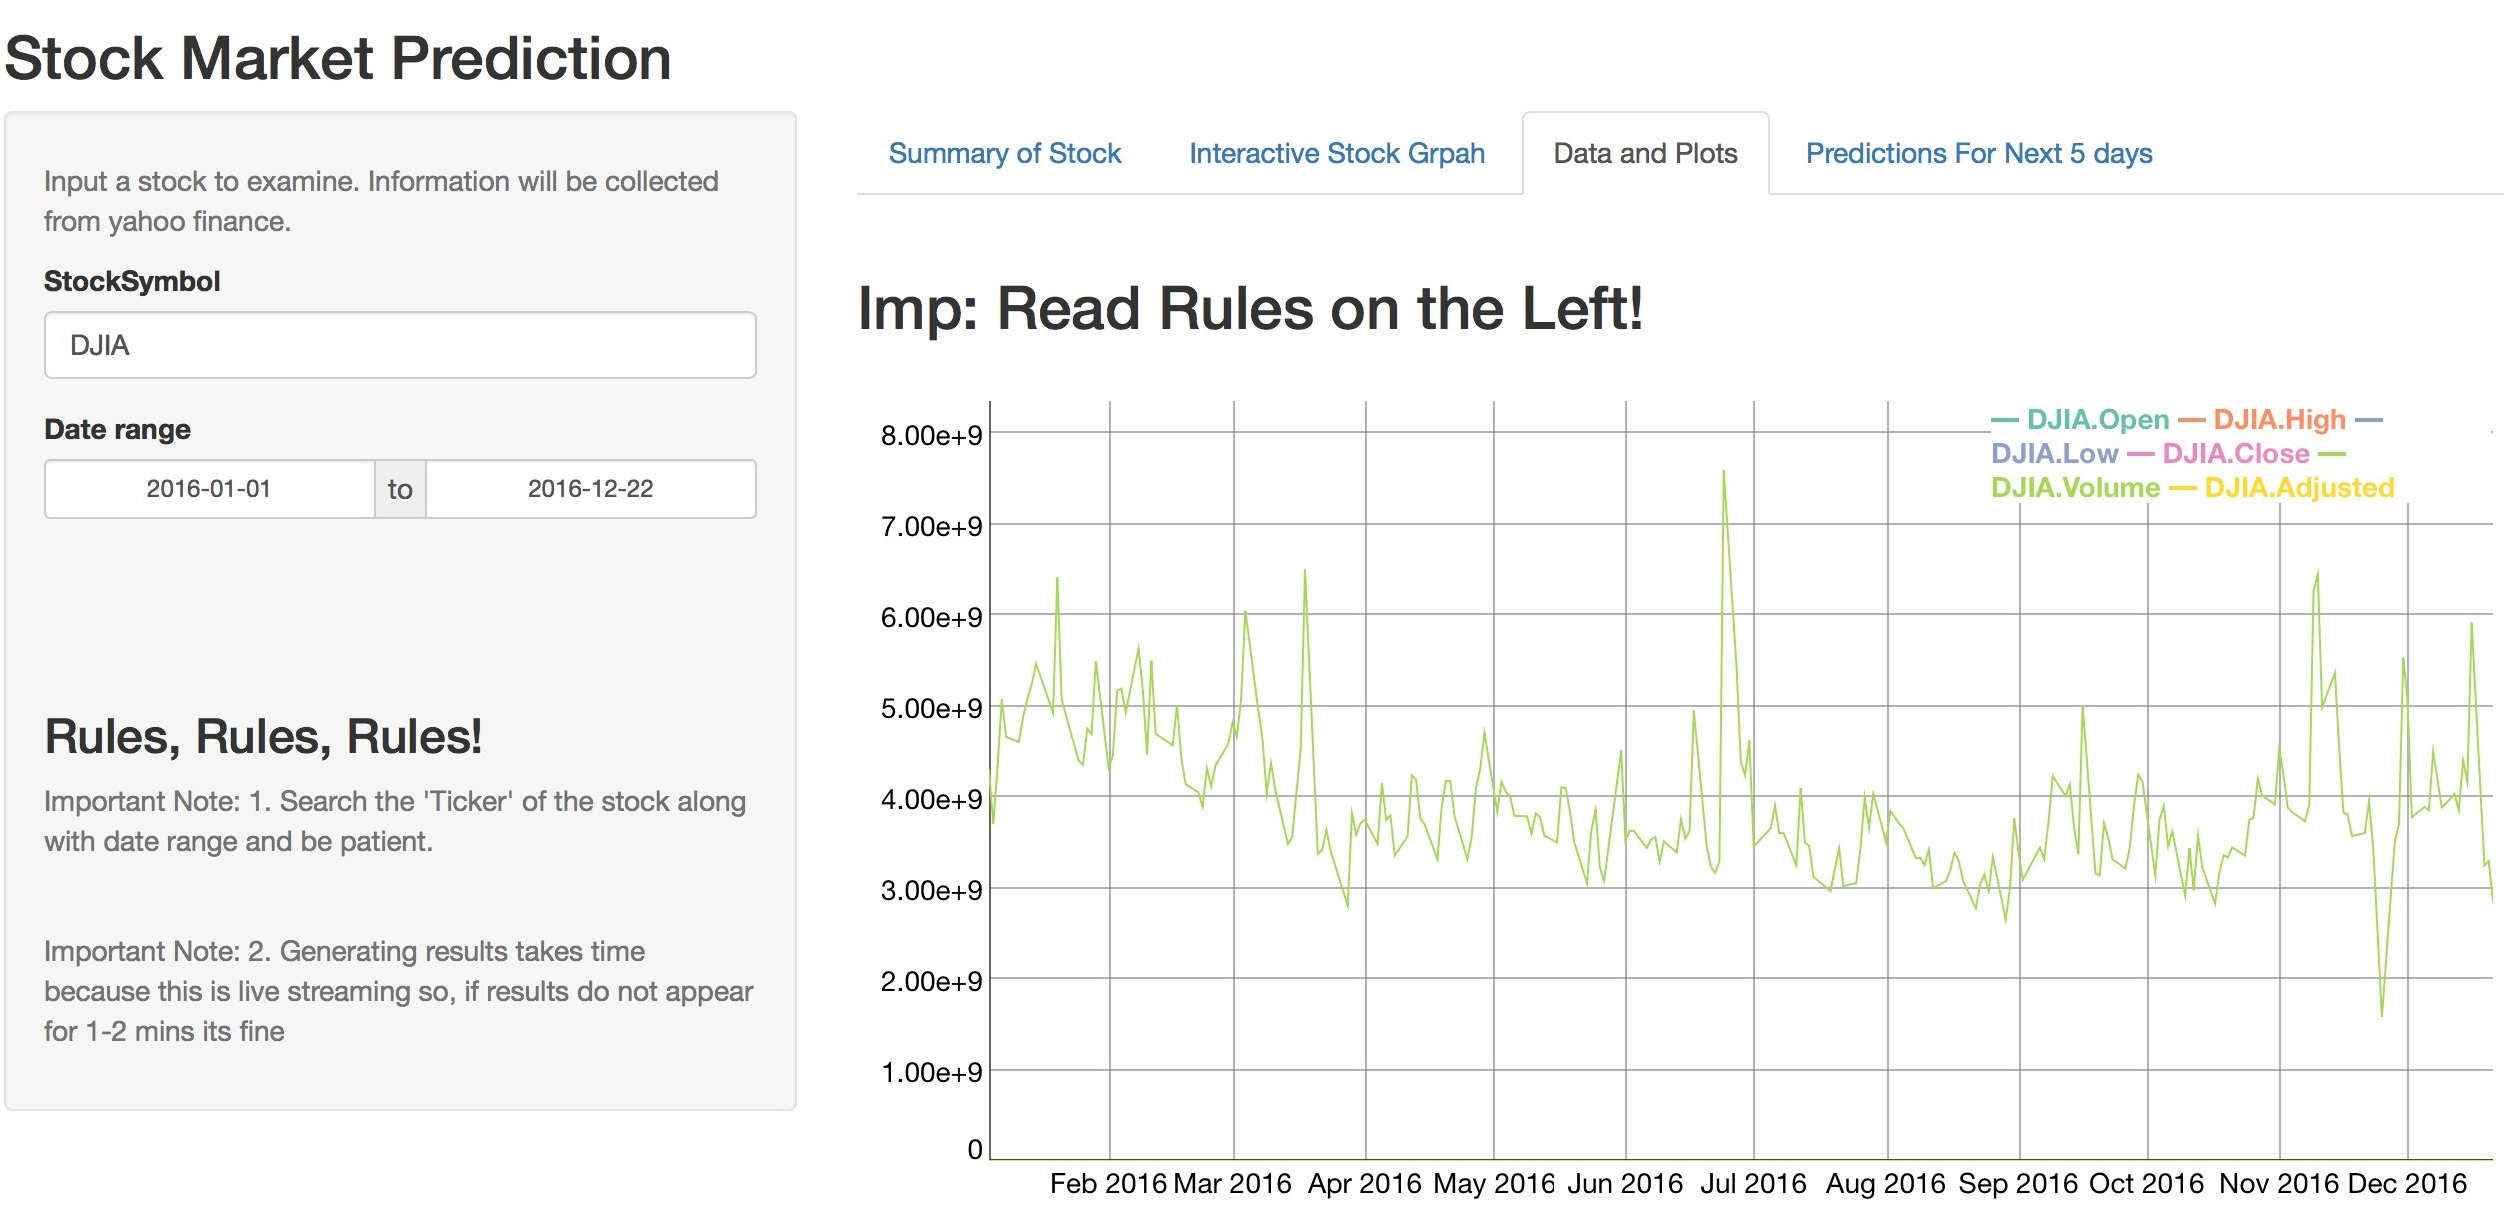 Stock Market Prediction
Input a stock to examine. Information will be collected
from yahoo finance.
StockSymbol
DJIA
Date range
2016-01-01 to 2016-12-22
Rules, Rules, Rules!
Important Note: 1. Search the 'Ticker' of the stock along
with date range and be patient.
Important Note: 2. Generating results takes time
because this is live streaming so, if results do not appear
for 1-2 mins its fine
Summary of Stock Interactive Stock Grpah Data and Plots Predictions For Next 5 days
Imp: Read Rules on the Left!
DJIA.Open DJIA.High
DJIA.Low DJIA.Close
DJIA.Volume DJIA.Adjusted
8.00e+9
7.00e+9
6.00e+9
5.00e+9
4.00e+9
3.00e+9
2.00e+9
1.00e+9
0
Feb 2016 Mar 2016 Apr 2016 May 2016 Jun 2016 Jul 2016 Aug 2016 Sep 2016 Oct 2016 Nov 2016 Dec 2016